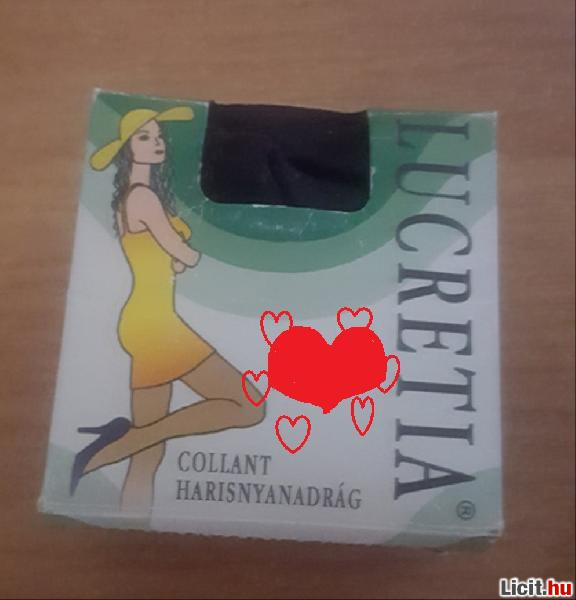 LUCRETIA
®
COLLANT
HARISNYANADRÁG
Licit.hu